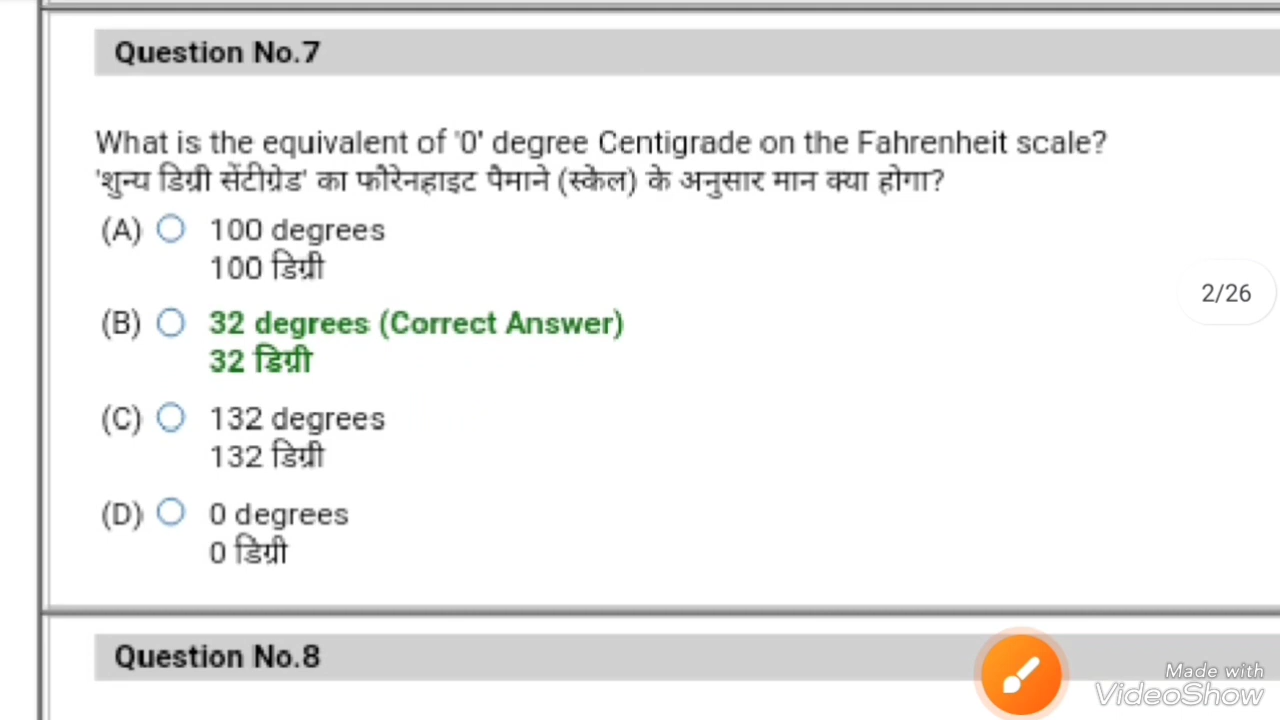 Question No.7
What is the equivalent of '0' degree Centigrade on the Fahrenheit scale?
'शुन्य डिग्री सेंटीग्रेड' का फौरेनहाइट पैमाने (स्केल) के अनुसार मान क्या होगा?
(A) 100 degrees
100 डिग्री
(B) 32 degrees (Correct Answer)
32 डिग्री
(C) 132 degrees
132 डिग्री
(D) 0 degrees
0 डिग्री
2/26
Question No.8
Made with
VideoShow